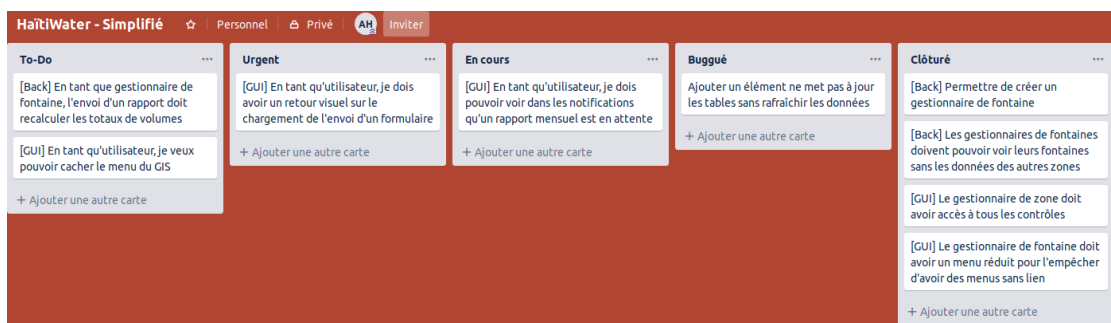 HaïtiWater - Simplifié
Personnel
Privé
AH
Inviter
To-Do
[Back] En tant que gestionnaire de
fontaine, l'envoi d'un rapport doit
recalculer les totaux de volumes
[GUI] En tant qu'utilisateur, je veux
pouvoir cacher le menu du GIS
+ Ajouter une autre carte
Urgent
[GUI] En tant qu'utilisateur, je dois
avoir un retour visuel sur le
chargement de l'envoi d'un formulaire
+ Ajouter une autre carte
En cours
[GUI] En tant qu'utilisateur, je dois
pouvoir voir dans les notifications
qu'un rapport mensuel est en attente
+ Ajouter une autre carte
Buggué
Ajouter un élément ne met pas à jour
les tables sans rafraîchir les données
+ Ajouter une autre carte
Clôturé
[Back] Permettre de créer un
gestionnaire de fontaine
[Back] Les gestionnaires de fontaines
doivent pouvoir voir leurs fontaines
sans les données des autres zones
[GUI] Le gestionnaire de zone doit
avoir accès à tous les contrôles
[GUI] Le gestionnaire de fontaine doit
avoir un menu réduit pour l'empêcher
d'avoir des menus sans lien
+ Ajouter une autre carte